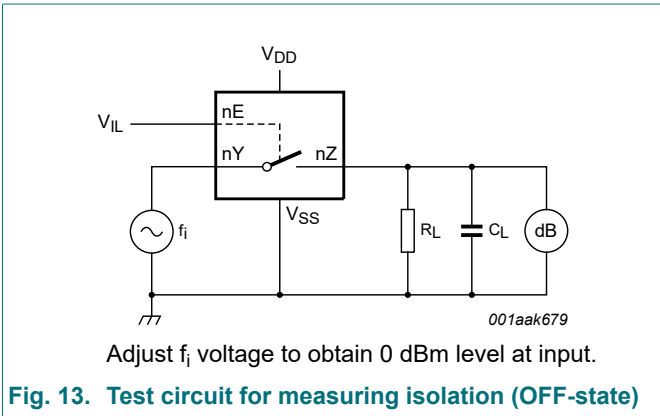 VDD
VIL
nE
nY
nZ
VSS
fi
RL
CL
dB
001aak679
Adjust fi voltage to obtain 0 dBm level at input.
Fig. 13. Test circuit for measuring isolation (OFF-state)